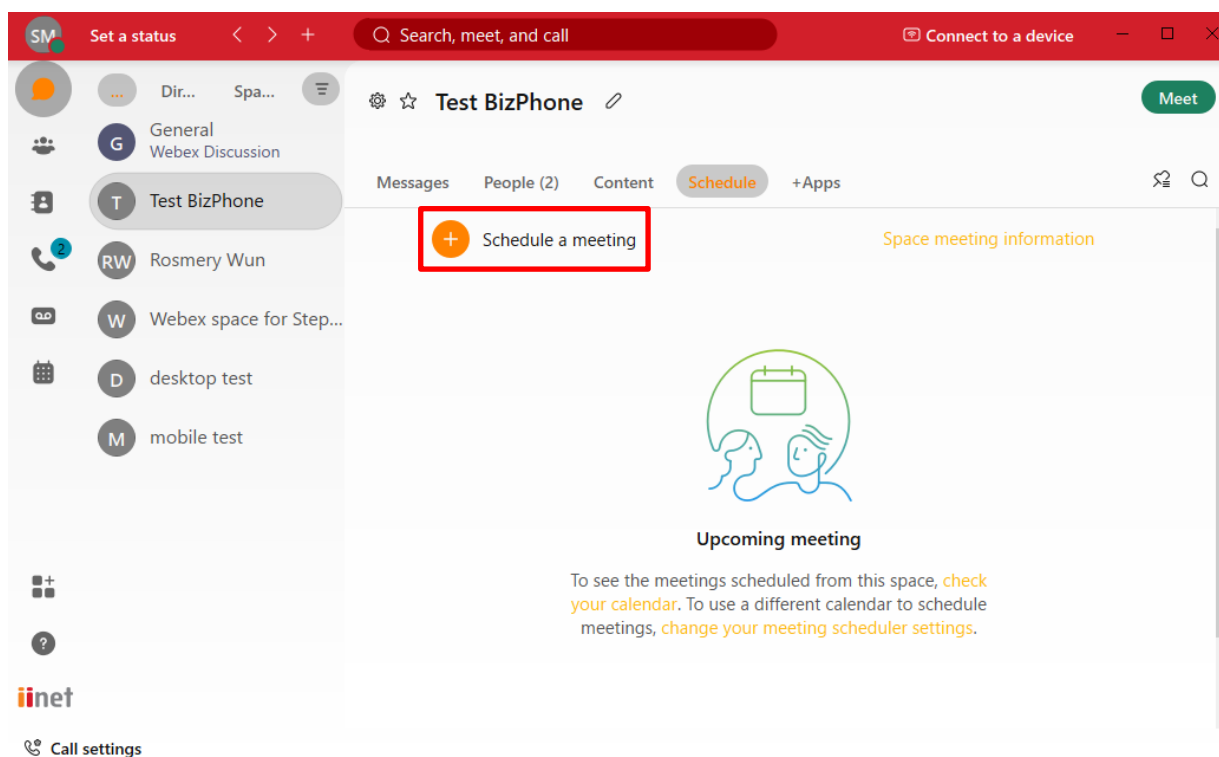 SM Set a status Search, meet, and call Connect to a device
... Dir... Spa...
Test BizPhone Meet
G General
Webex Discussion
Messages People (2) Content Schedule +Apps
T Test BizPhone
Schedule a meeting Space meeting information
2
RW Rosmery Wun
W Webex space for Step...
D desktop test
M mobile test
Upcoming meeting
To see the meetings scheduled from this space, check
your calendar. To use a different calendar to schedule
meetings, change your meeting scheduler settings.
iinet
Call settings